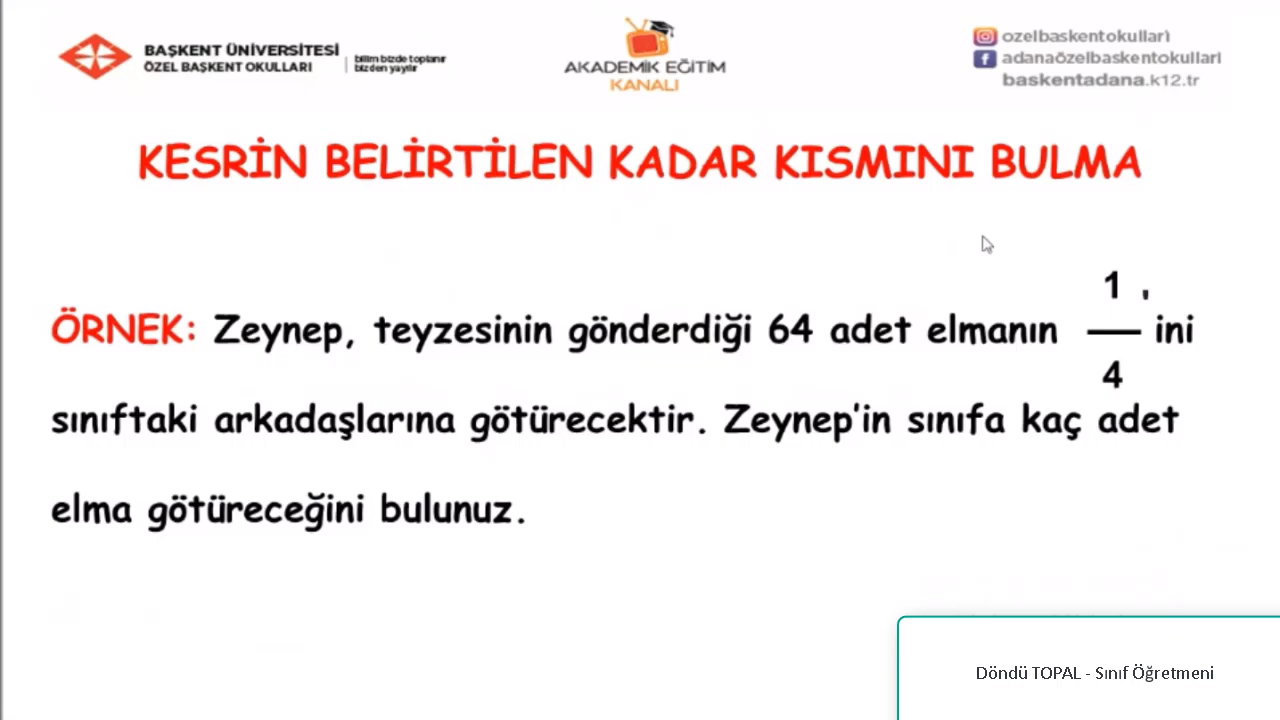 BAŞKENT ÜNİVERSİTESİ
ÖZEL BAŞKENT OKULLARI
bilim bizde toplanır
bizden yayılır
AKADEMİK EĞİTİM
KANALI
ozelbaskentokullari
adanaözelbaskentokullari
baskentadana.k12.tr
KESRİN BELİRTİLEN KADAR KISMINI BULMA
ÖRNEK: Zeynep, teyzesinin gönderdiği 64 adet elmanın 1/4 'ini
sınıftaki arkadaşlarına götürecektir. Zeynep'in sınıfa kaç adet
elma götüreceğini bulunuz.
Döndü TOPAL - Sınıf Öğretmeni